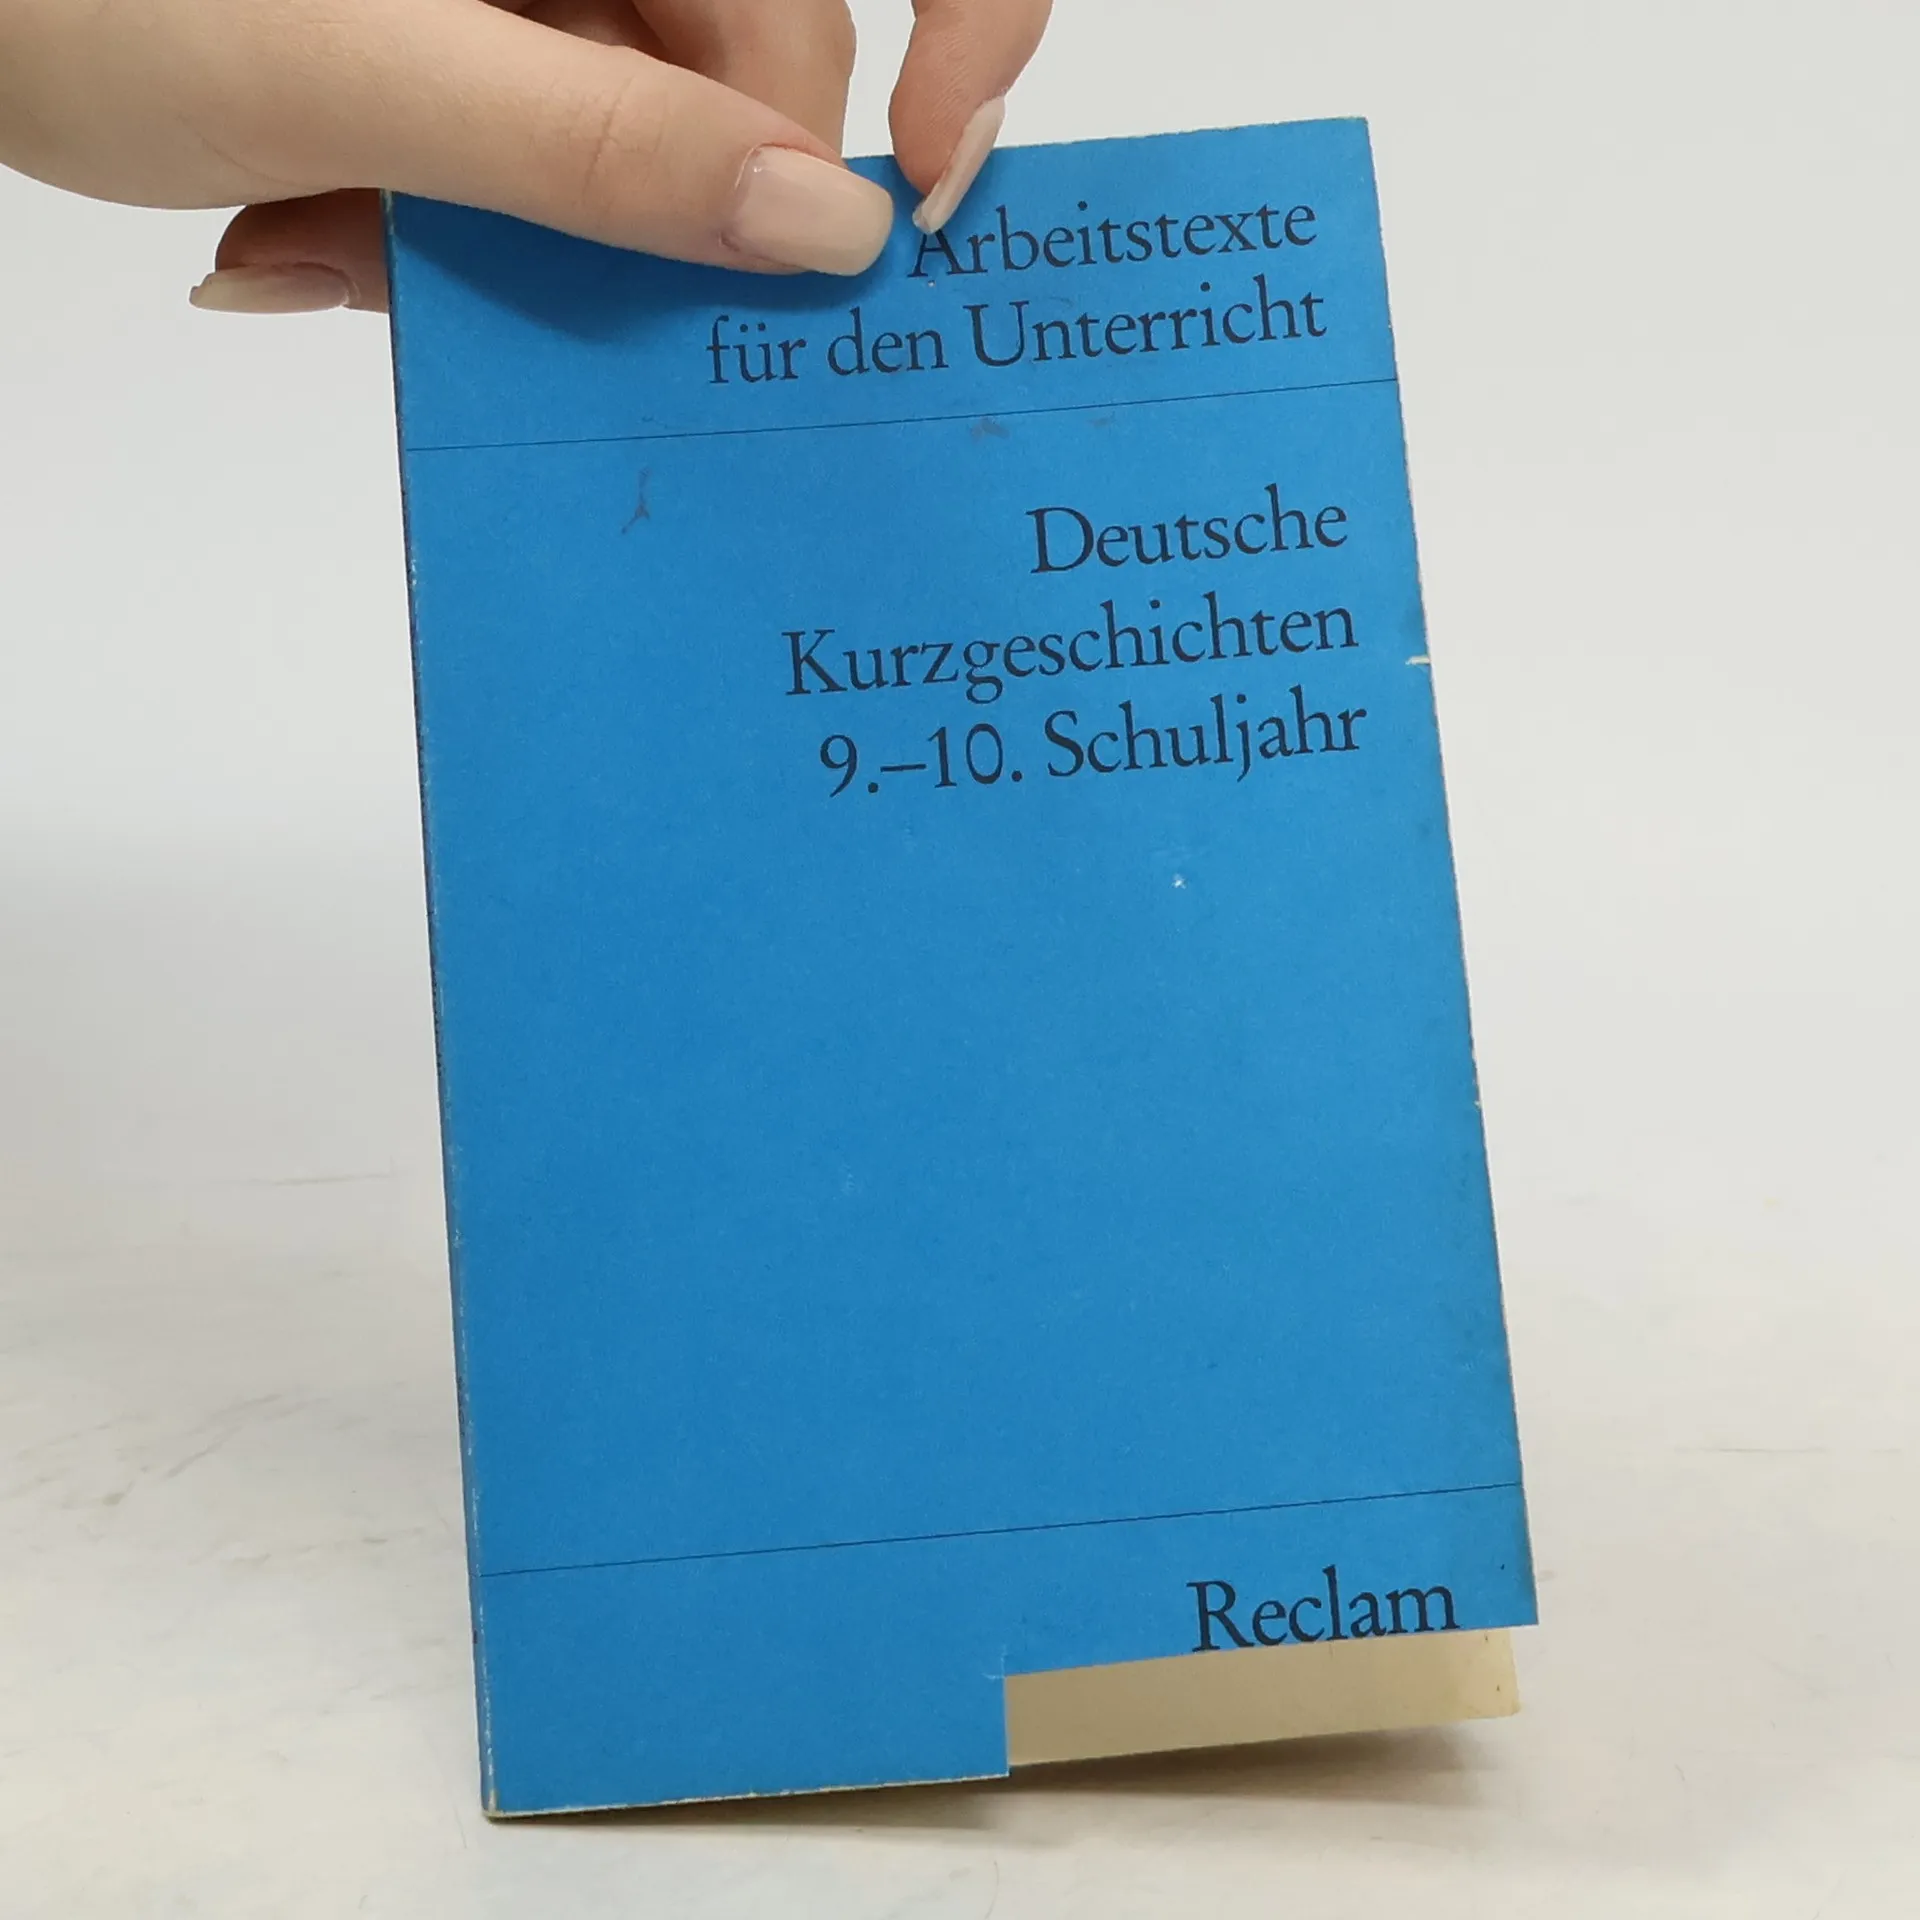 Arbeitstexte
für den Unterricht
Deutsche
Kurzgeschichten
9.–10. Schuljahr
Reclam